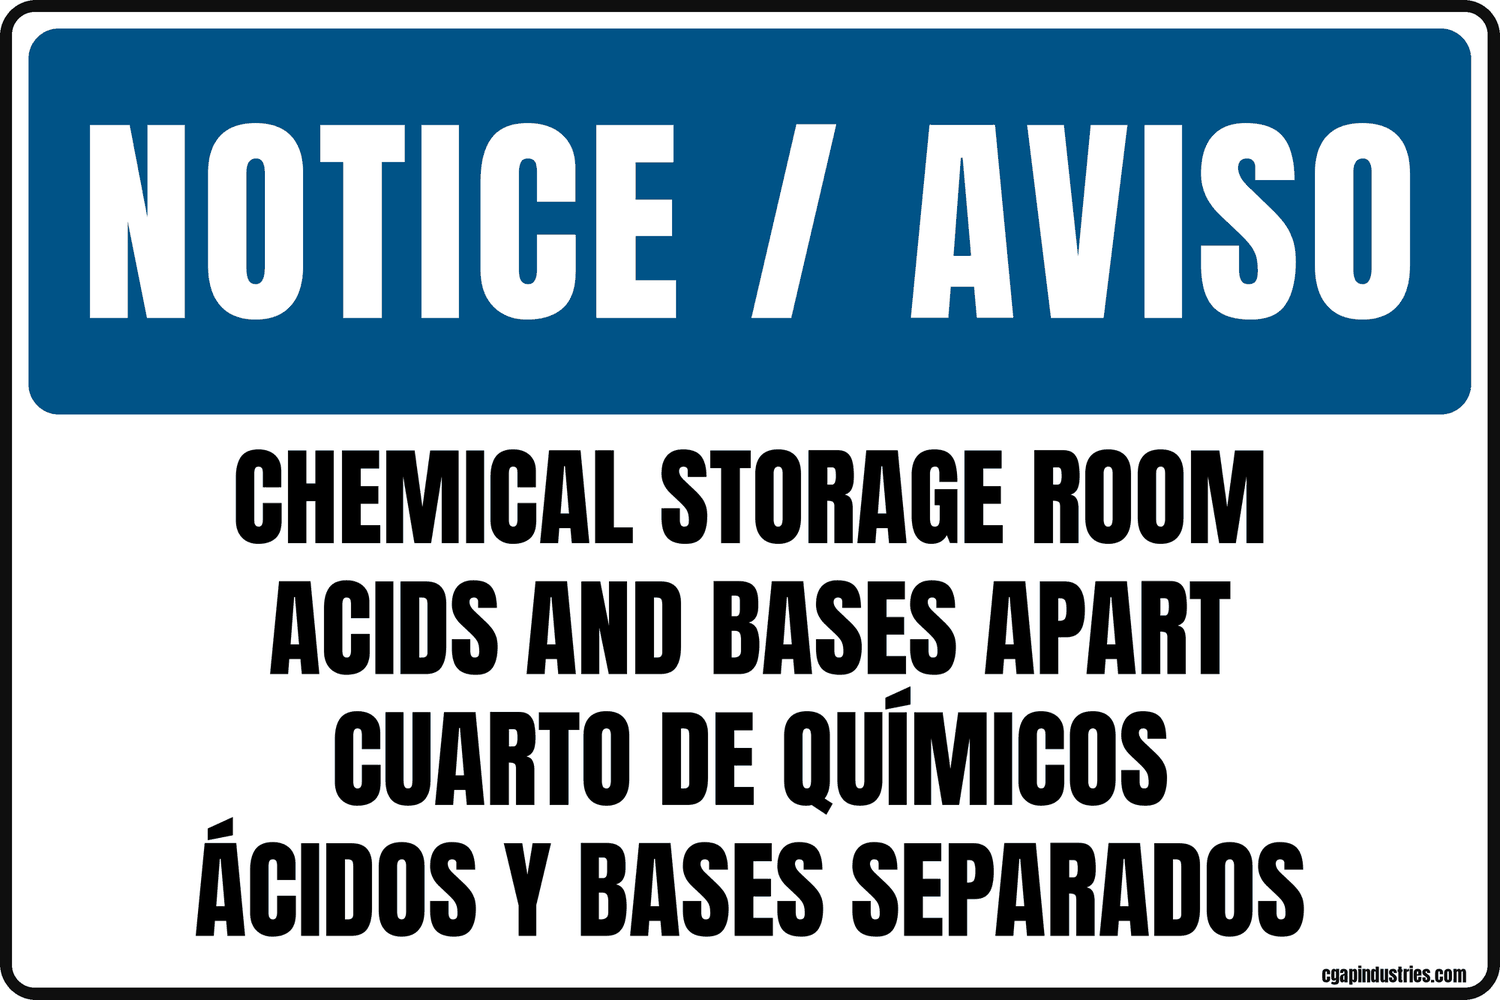 NOTICE / AVISO
CHEMICAL STORAGE ROOM
ACIDS AND BASES APART
CUARTO DE QUÍMICOS
ÁCIDOS Y BASES SEPARADOS
cgapindustries.com